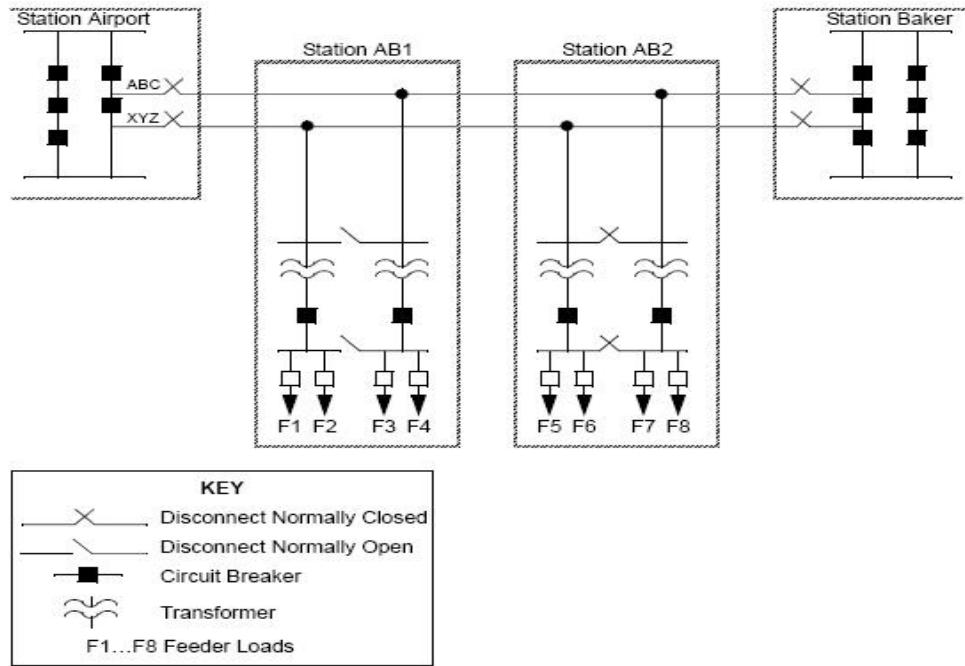 Station Airport
Station Baker
Station AB1
Station AB2
ABC
XYZ
F1 F2 F3 F4
F5 F6 F7 F8
KEY
Disconnect Normally Closed
Disconnect Normally Open
Circuit Breaker
Transformer
F1...F8 Feeder Loads